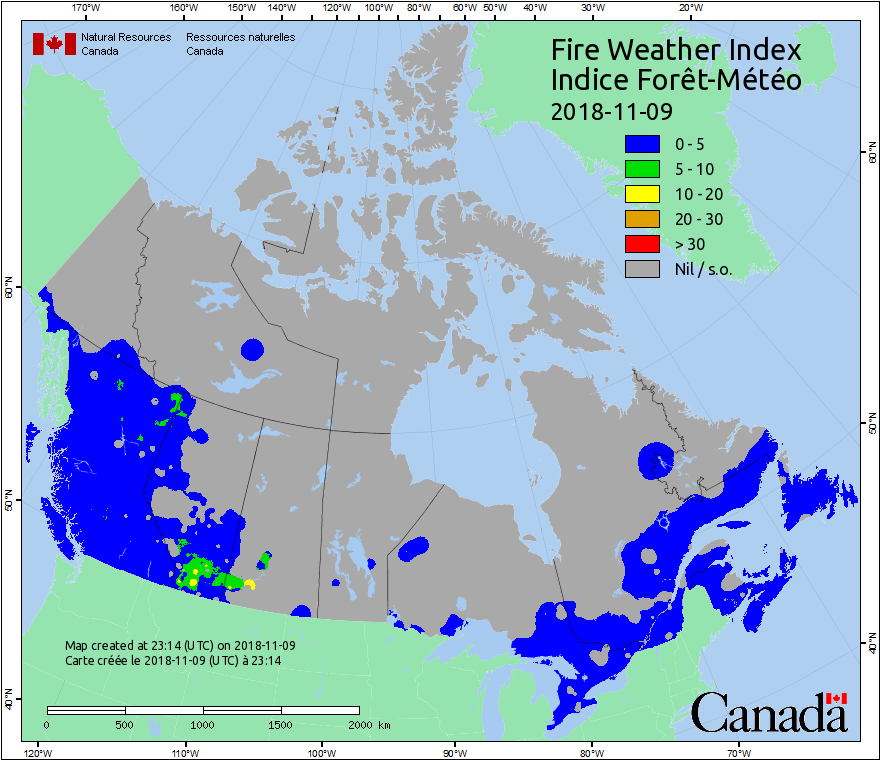 170°W 160°W 150°W 140°W 130°W 120°W 110°W 100°W 90°W 80°W 60°W 50°W 40°W 30°W 20°W
Natural Resources Ressources naturelles
Canada Canada
Fire Weather Index
Indice Forêt-Météo
2018-11-09
0 - 5
5 - 10
10 - 20
20 - 30
> 30
Nil / s.o.
60°N
60°N
50°N
50°N
40°N
40°N
Map created at 23:14 (UTC) on 2018-11-09
Carte créée le 2018-11-09 (UTC) à 23:14
0 500 1000 1500 2000 km
Canada
120°W 110°W 100°W 90°W 80°W 70°W